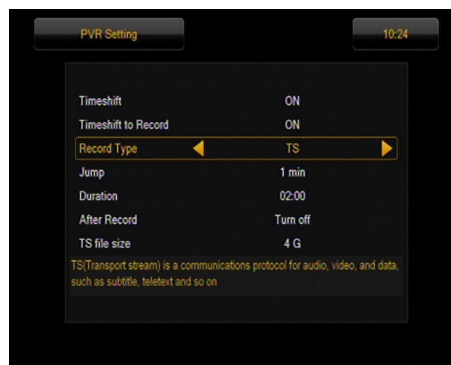 PVR Setting 10:24
Timeshift ON
Timeshift to Record ON
Record Type TS
Jump 1 min
Duration 02:00
After Record Turn off
TS file size 4 G
TS(Transport stream) is a communications protocol for audio, video, and data,
such as subtitle, teletext and so on